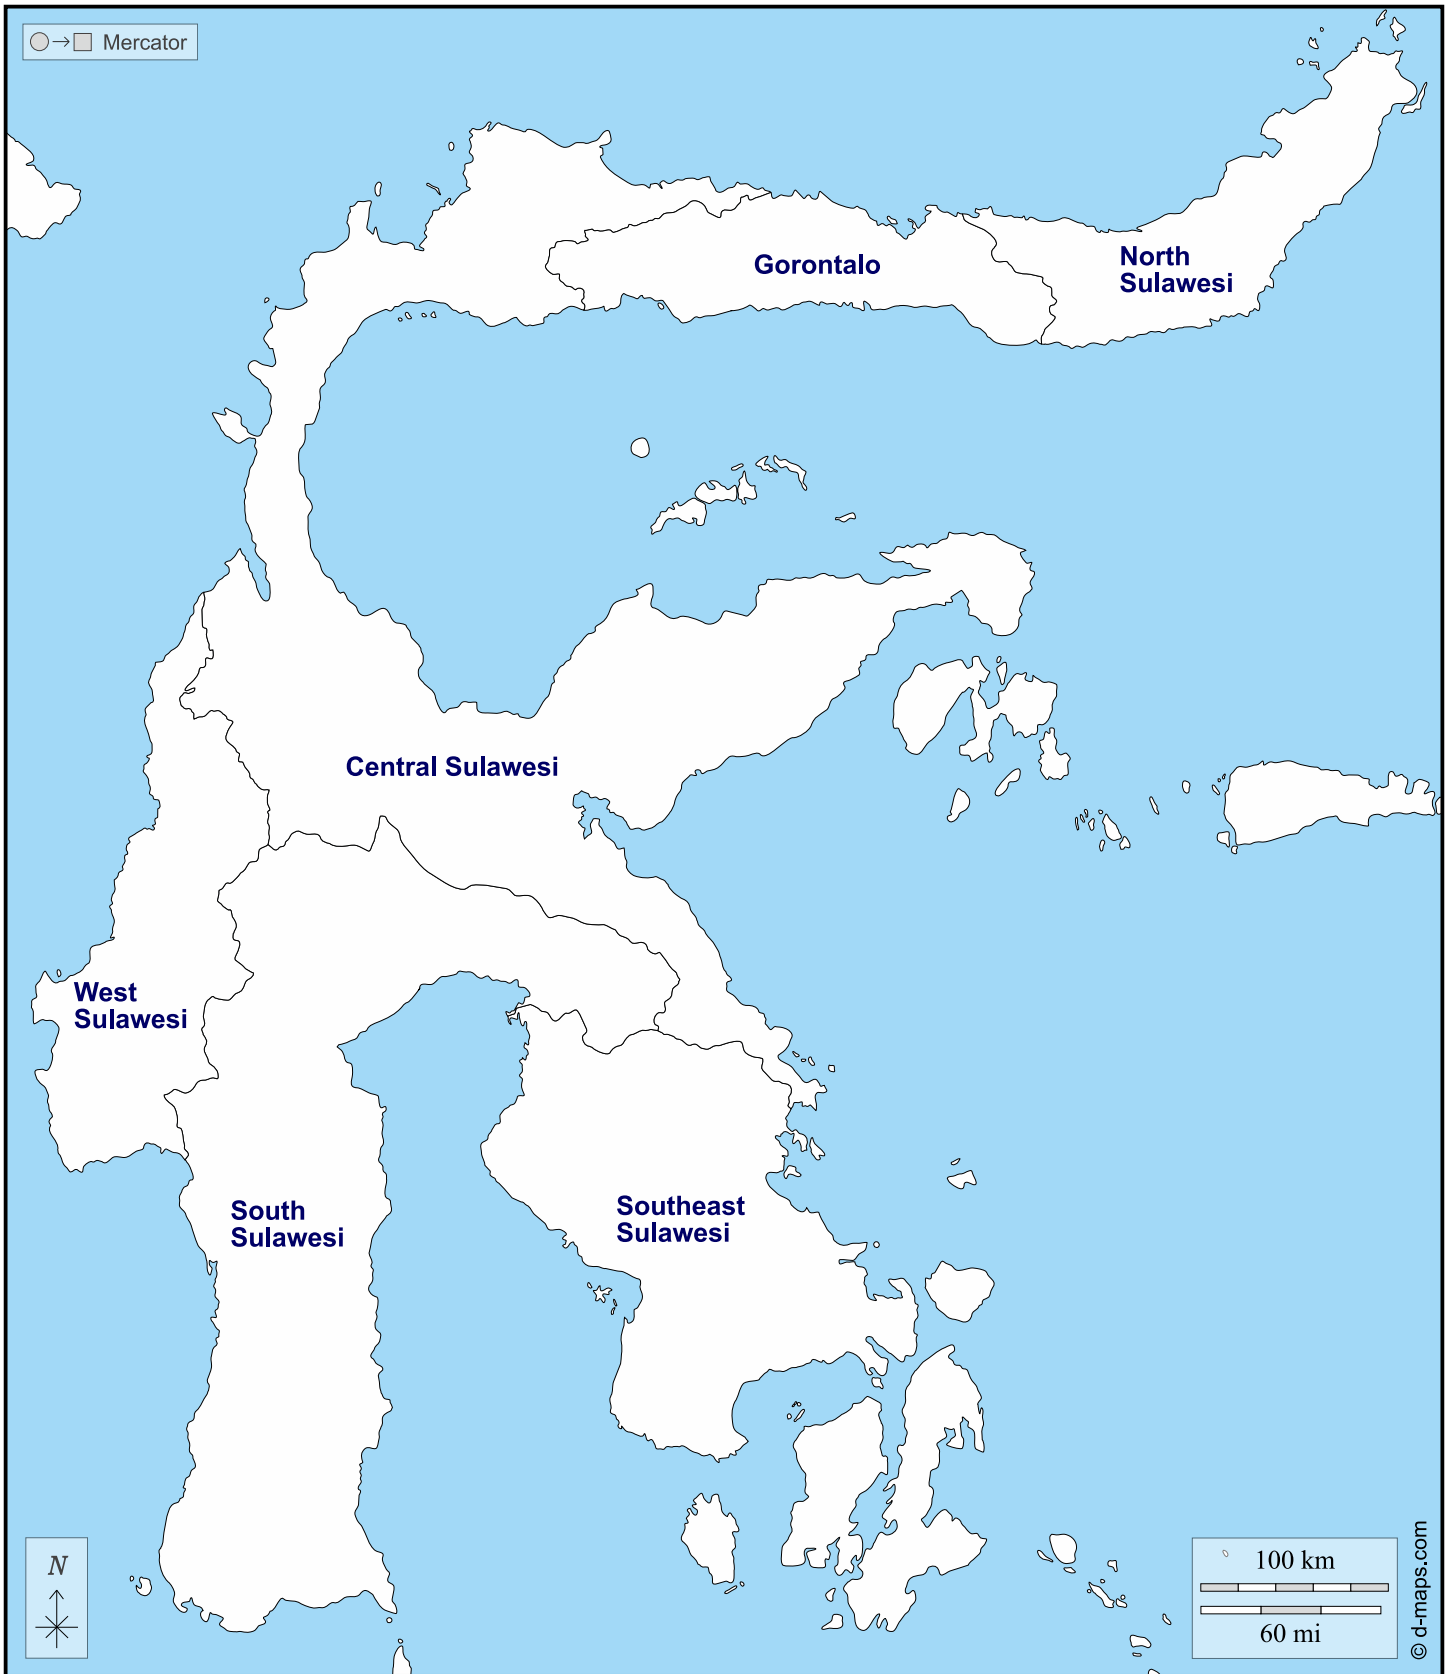 Mercator
North
Sulawesi
Gorontalo
Central Sulawesi
West
Sulawesi
South
Sulawesi
Southeast
Sulawesi
N
100 km
60 mi
© d-maps.com